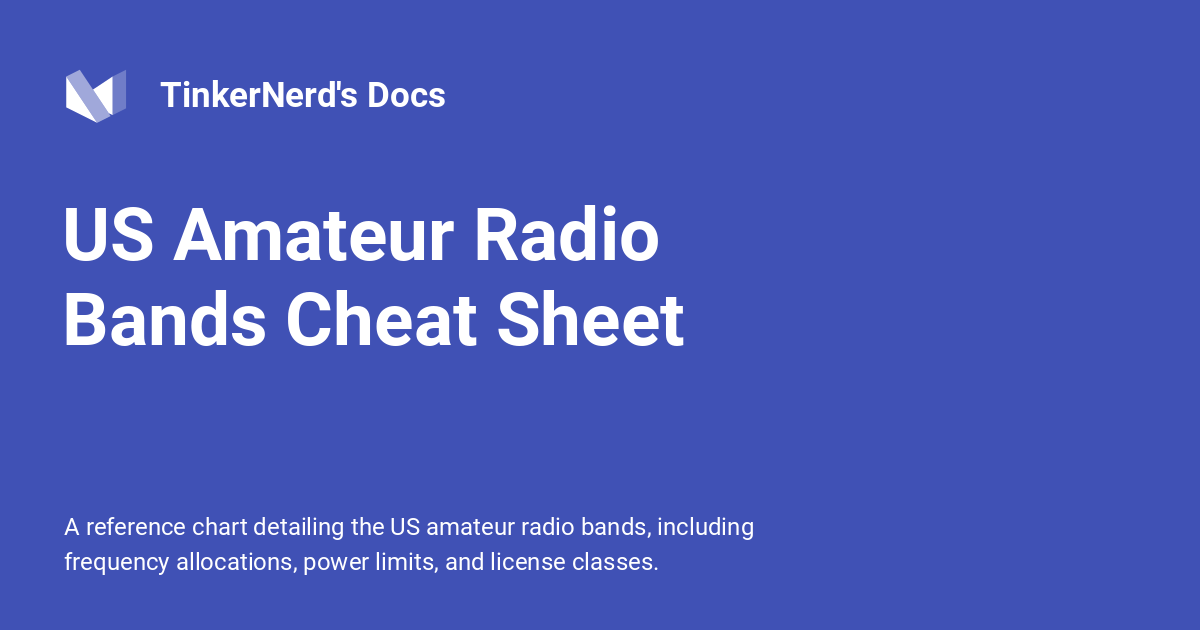 TinkerNerd's Docs
US Amateur Radio
Bands Cheat Sheet
A reference chart detailing the US amateur radio bands, including
frequency allocations, power limits, and license classes.